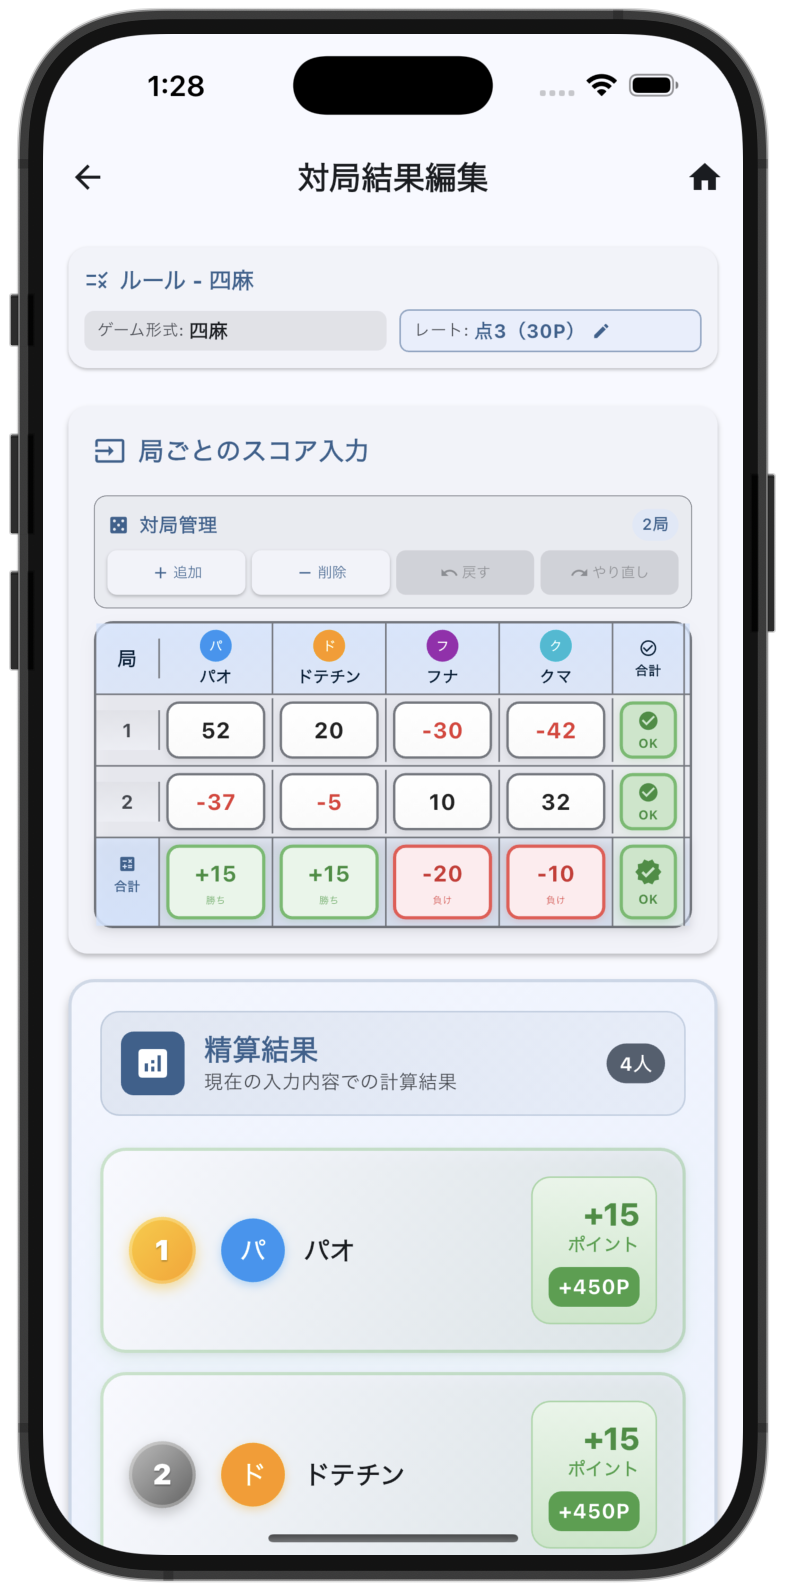 1:28
対局結果編集
ルール - 四麻
ゲーム形式: 四麻
レート: 点3（30P）
局ごとのスコア入力
対局管理
2局
+ 追加
− 削除
戻す
やり直し
局
パ
パオ
ド
ドテチン
フ
フナ
ク
クマ
合計
1
52
20
-30
-42
OK
2
-37
-5
10
32
OK
合計
+15
勝ち
+15
勝ち
-20
負け
-10
負け
OK
精算結果
現在の入力内容での計算結果
4人
1
パ
パオ
+15
ポイント
+450P
2
ド
ドテチン
+15
ポイント
+450P